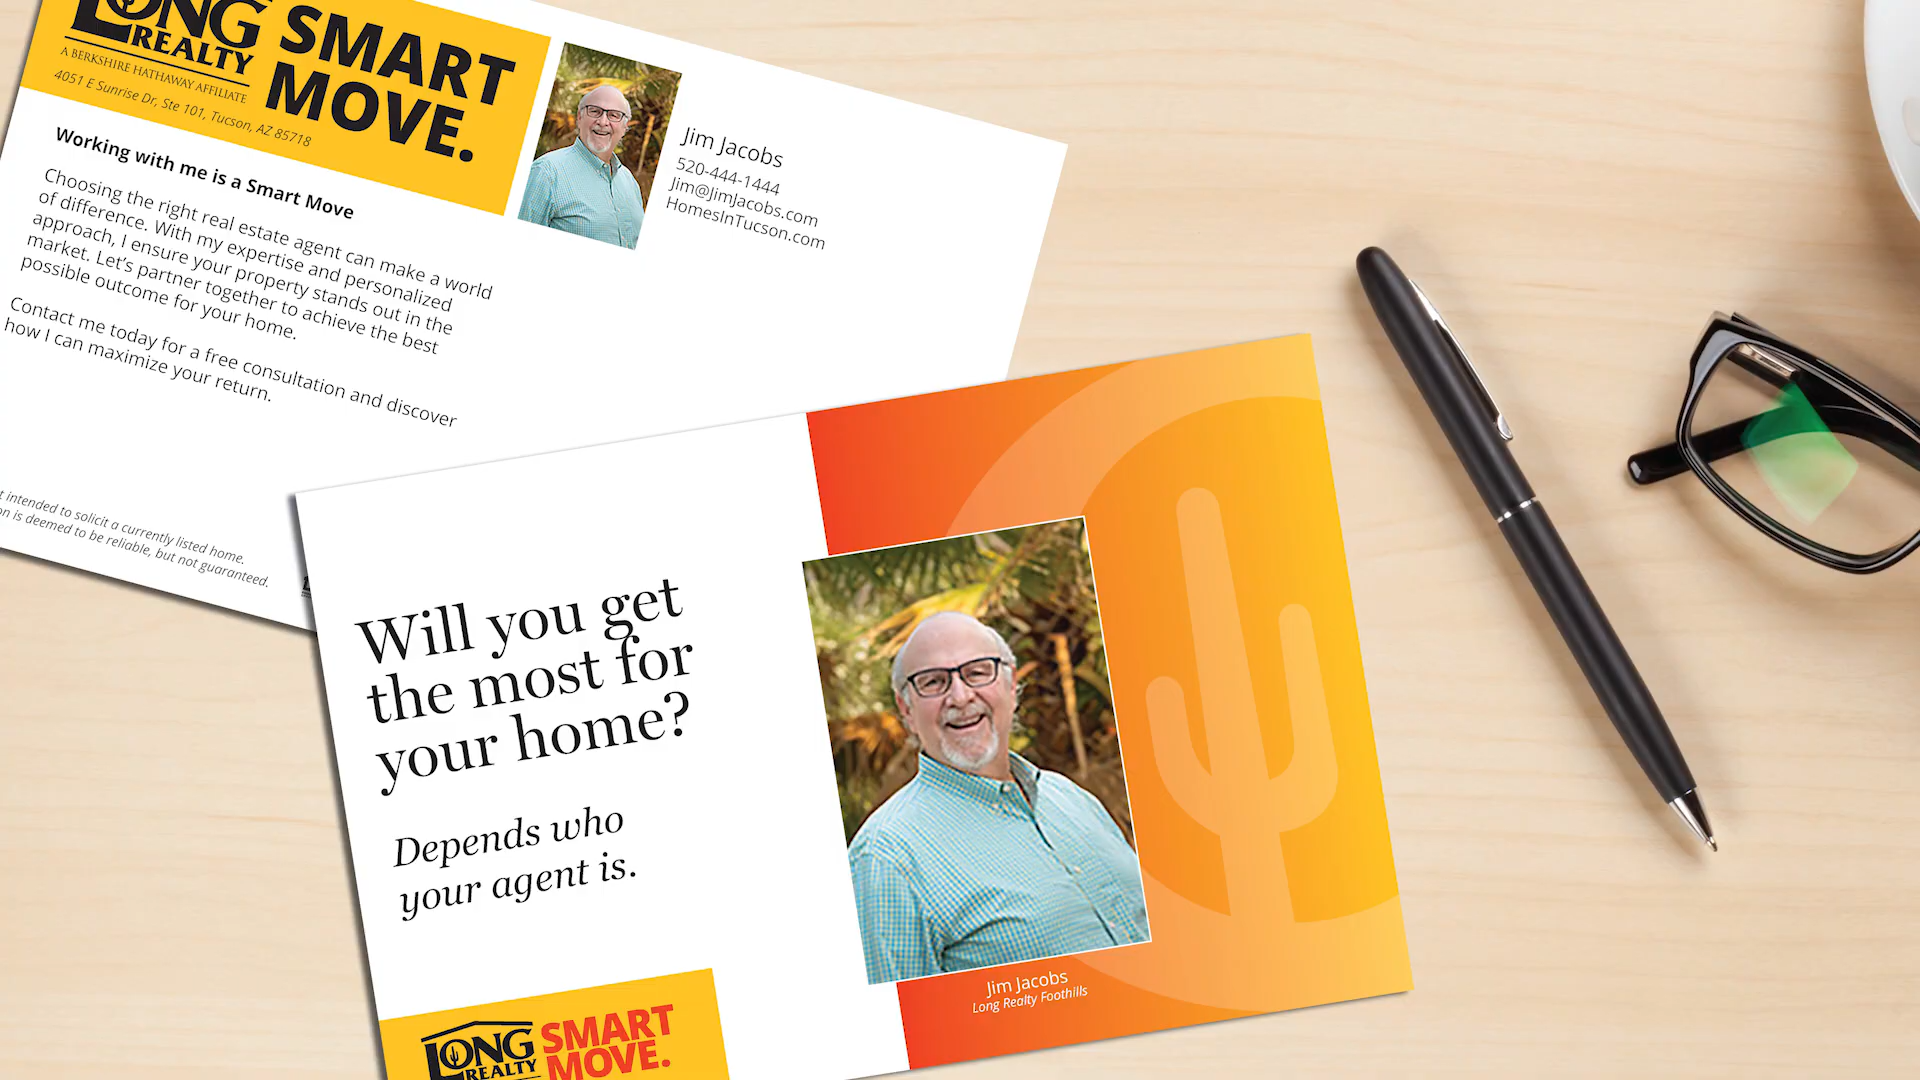 LONG
REALTY
A BERKSHIRE HATHAWAY AFFILIATE
4051 E Sunrise Dr, Ste 101, Tucson, AZ 85718
SMART
MOVE.
Jim Jacobs
520-444-1444
Jim@JimJacobs.com
HomesInTucson.com
Working with me is a Smart Move
Choosing the right real estate agent can make a world
of difference. With my expertise and personalized
approach, I ensure your property stands out in the
market. Let's partner together to achieve the best
possible outcome for your home.
Contact me today for a free consultation and discover
how I can maximize your return.
intended to solicit a currently listed home.
is deemed to be reliable, but not guaranteed.
Will you get
the most for
your home?
Depends who
your agent is.
Jim Jacobs
Long Realty Foothills
LONG
REALTY
SMART
MOVE.